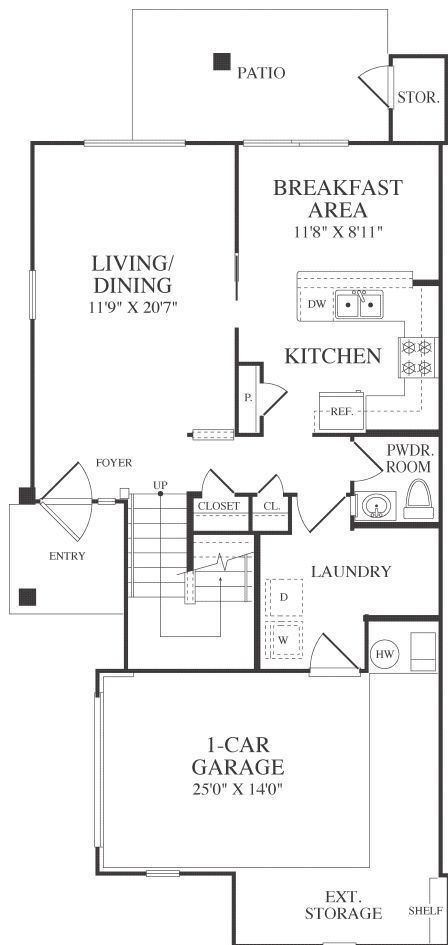 PATIO
STOR.
BREAKFAST
AREA
11'8" X 8'11"
LIVING/
DINING
11'9" X 20'7"
DW
KITCHEN
P.
REF.
PWDR.
ROOM
FOYER
UP
CLOSET
CL.
ENTRY
LAUNDRY
D
W
HW
1-CAR
GARAGE
25'0" X 14'0"
EXT.
STORAGE
SHELF